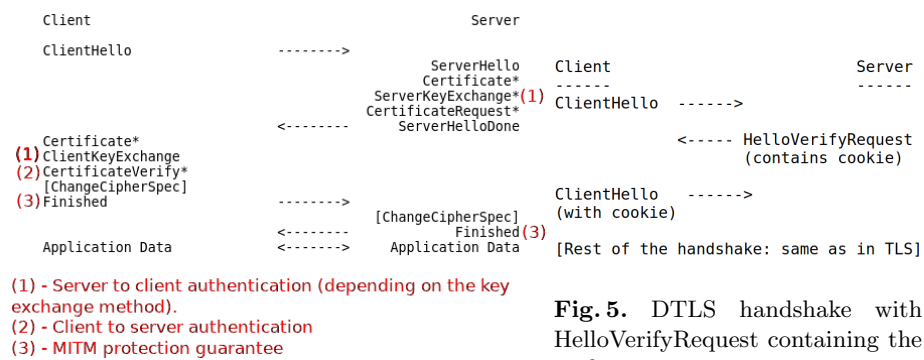 Client Server
ClientHello -------->
ServerHello
Certificate*
ServerKeyExchange*(1)
CertificateRequest*
<-------- ServerHelloDone
Certificate*
(1) ClientKeyExchange
(2) CertificateVerify*
[ChangeCipherSpec]
(3) Finished -------->
[ChangeCipherSpec]
<-------- Finished (3)
Application Data <-------> Application Data
(1) - Server to client authentication (depending on the key
exchange method).
(2) - Client to server authentication
(3) - MITM protection guarantee
Client Server
------ ------
ClientHello ------>
<----- HelloVerifyRequest
(contains cookie)
ClientHello ------>
(with cookie)
[Rest of the handshake: same as in TLS]
Fig. 5. DTLS handshake with
HelloVerifyRequest containing the